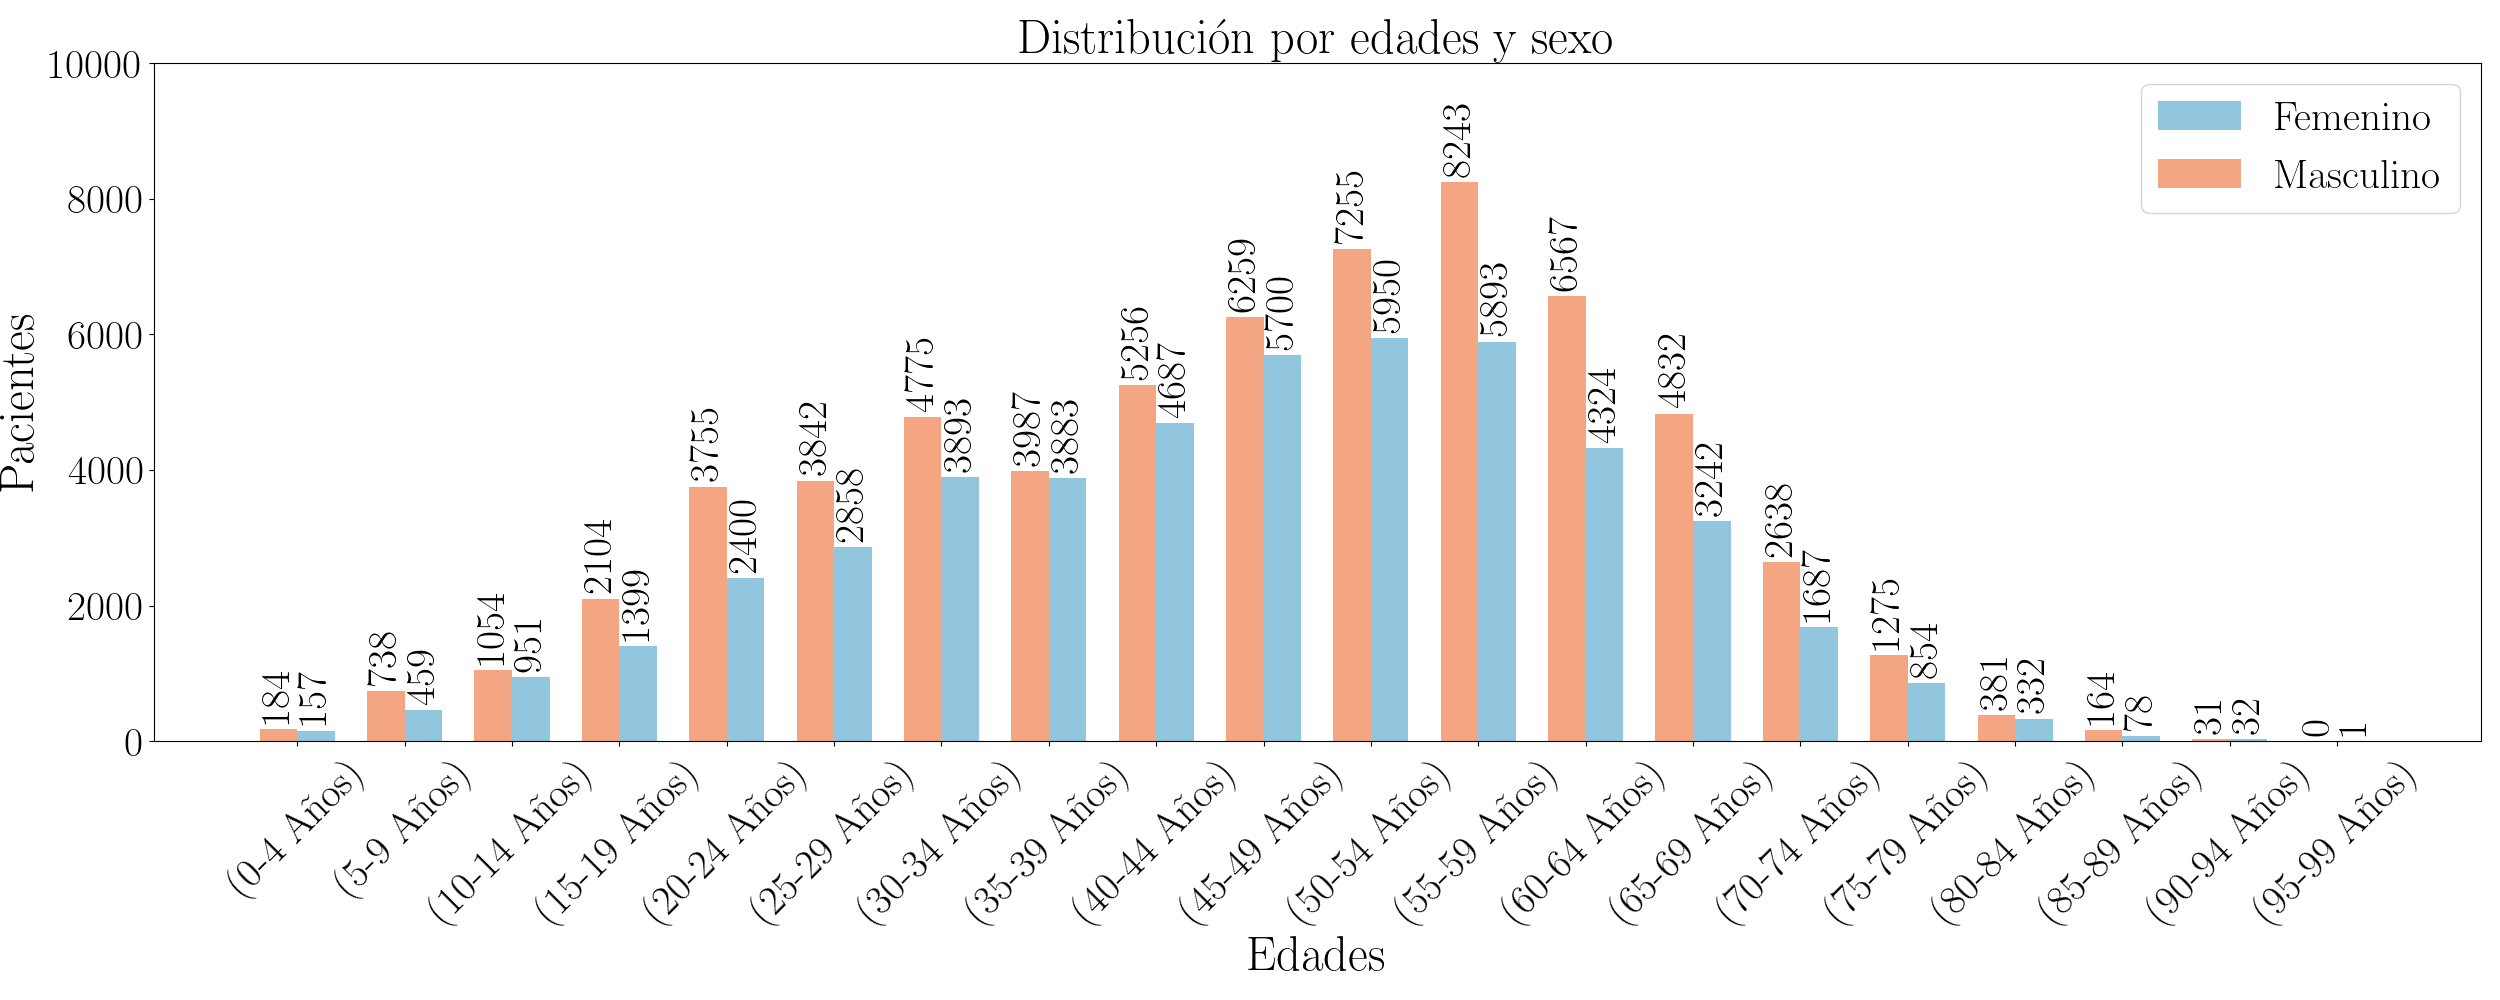 Distribución por edades y sexo
10000
8000
6000
4000
2000
0
Pacientes
Femenino
Masculino
184
157
738
459
1054
951
2104
1399
3755
2400
3842
2858
4775
3893
3987
3883
5256
4687
6259
5700
7255
5950
8243
5893
6567
4324
4832
3242
2638
1687
1275
854
381
332
164
78
31
32
0
1
(0-4 Años)
(5-9 Años)
(10-14 Años)
(15-19 Años)
(20-24 Años)
(25-29 Años)
(30-34 Años)
(35-39 Años)
(40-44 Años)
(45-49 Años)
(50-54 Años)
(55-59 Años)
(60-64 Años)
(65-69 Años)
(70-74 Años)
(75-79 Años)
(80-84 Años)
(85-89 Años)
(90-94 Años)
(95-99 Años)
Edades